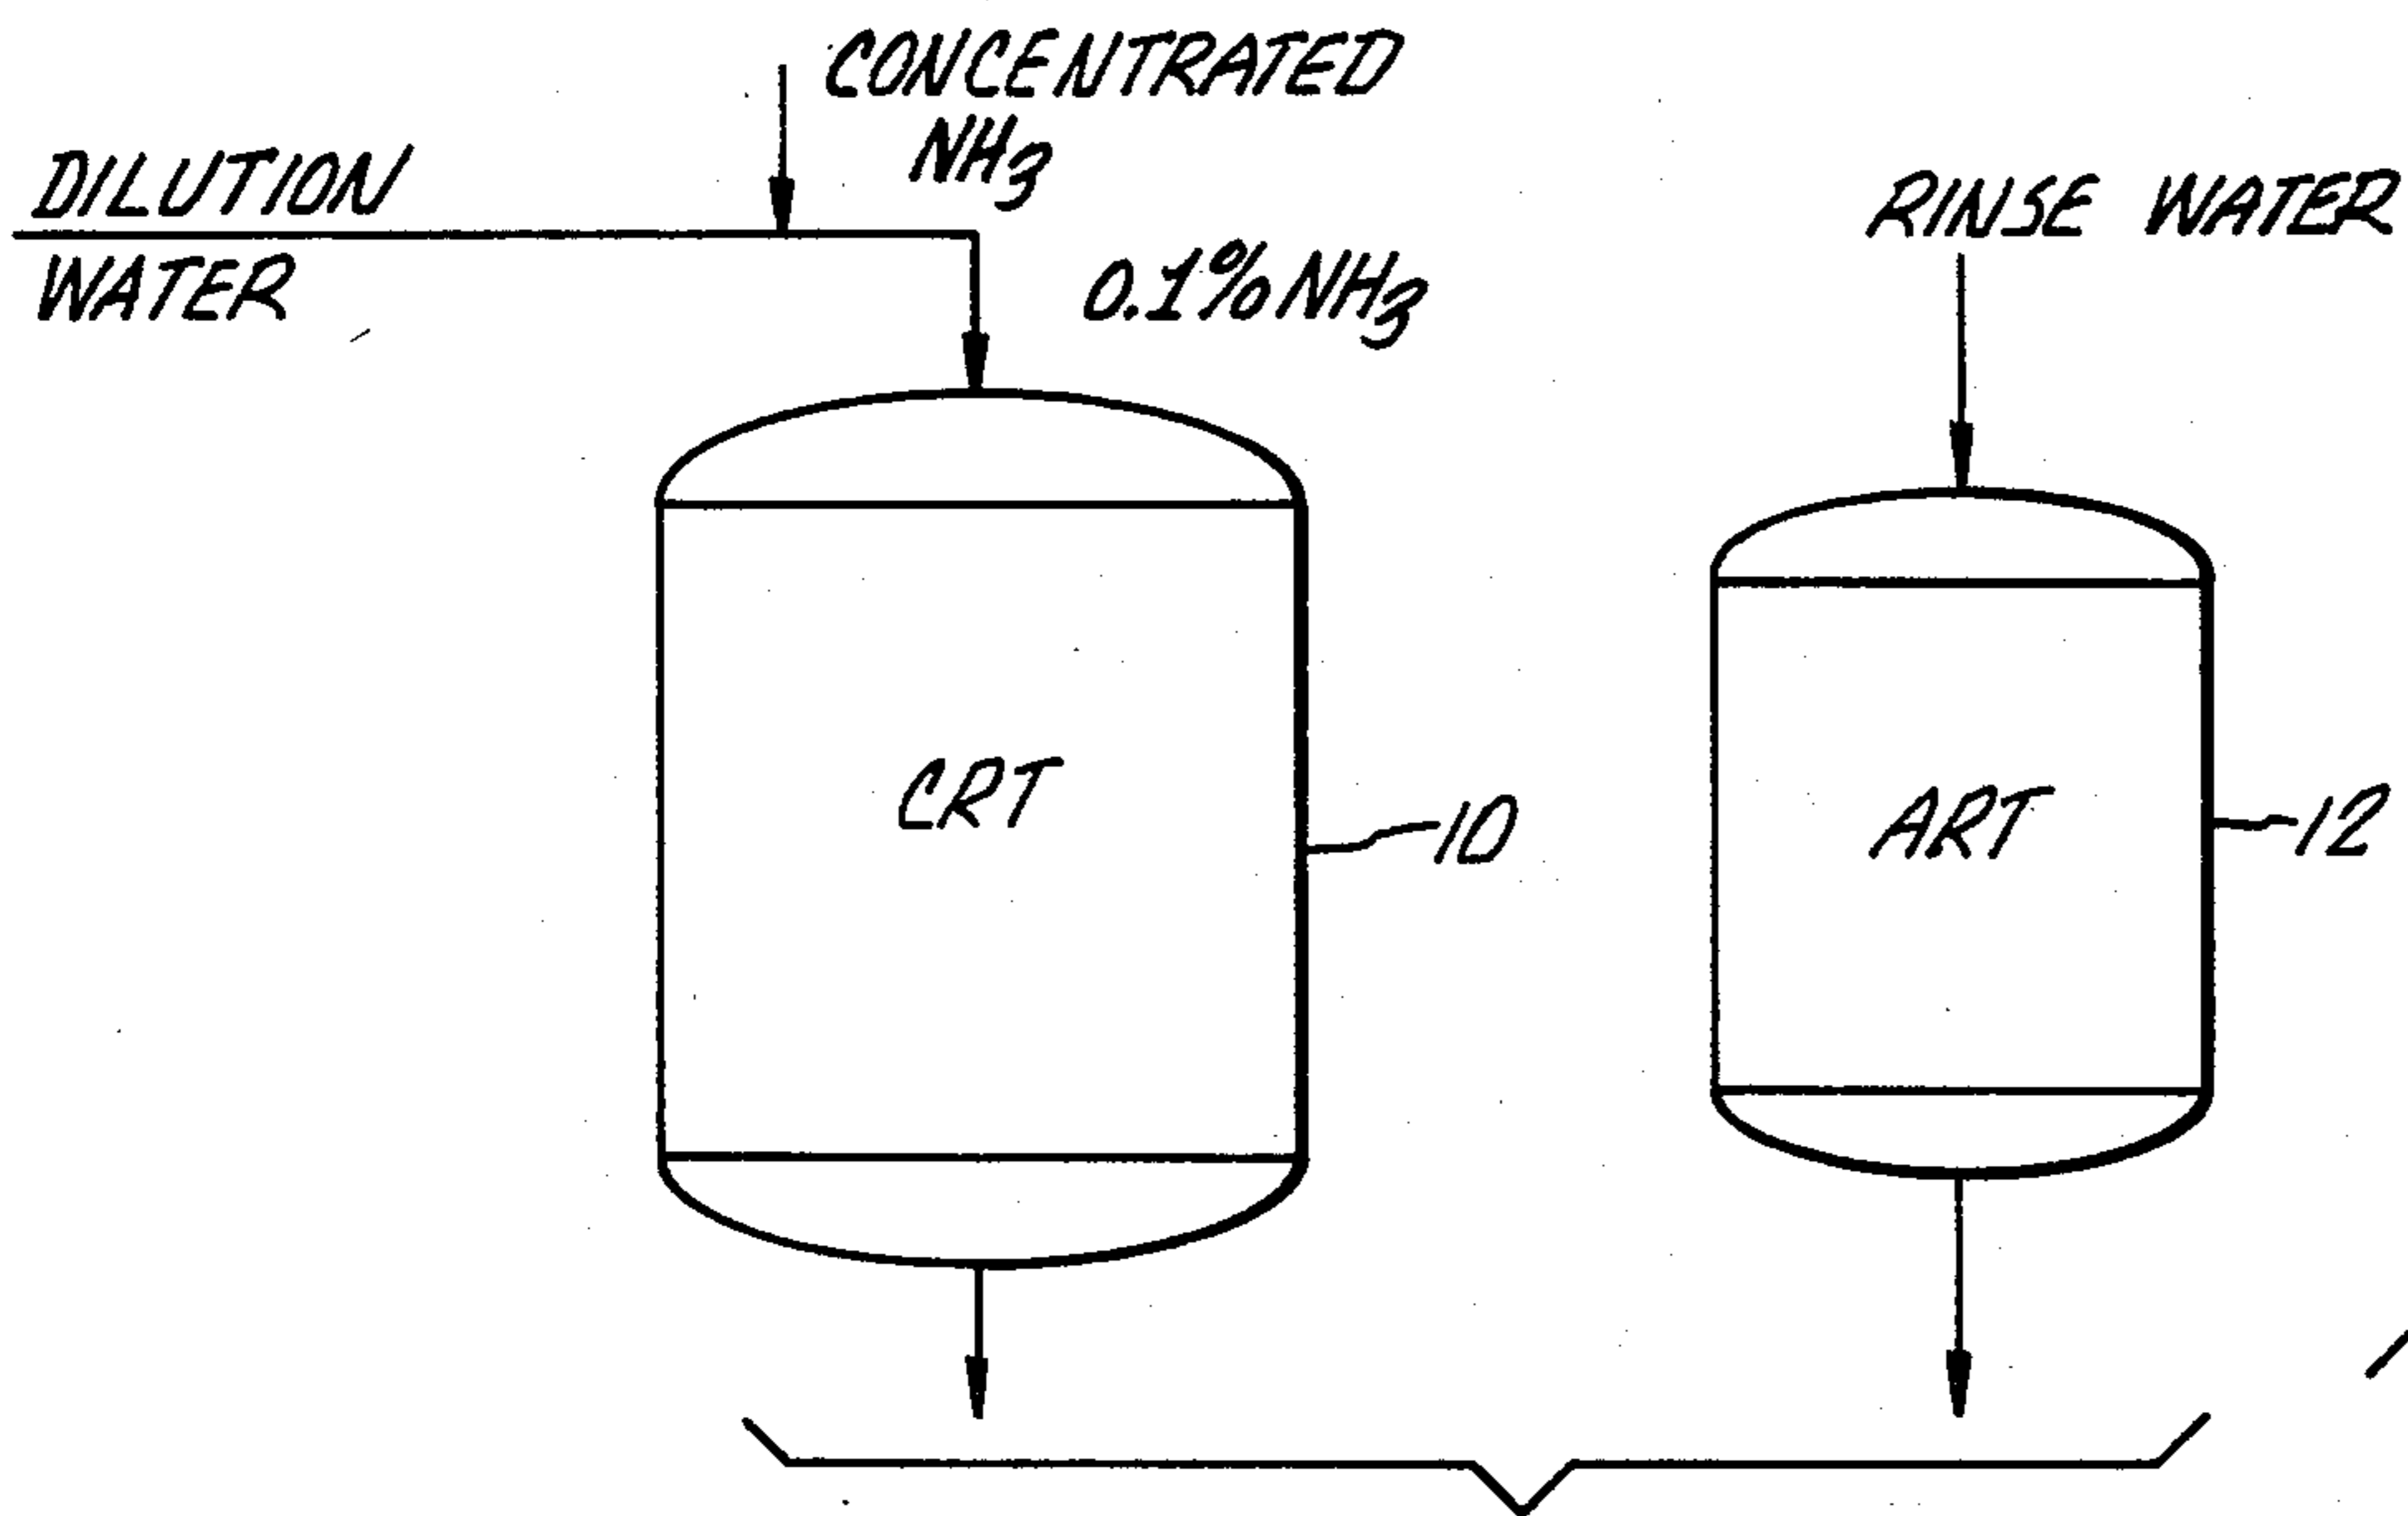 CONCENTRATED
NH3
DILUTION
WATER
0.1% NH3
RINSE WATER
CRT
10
ART
12